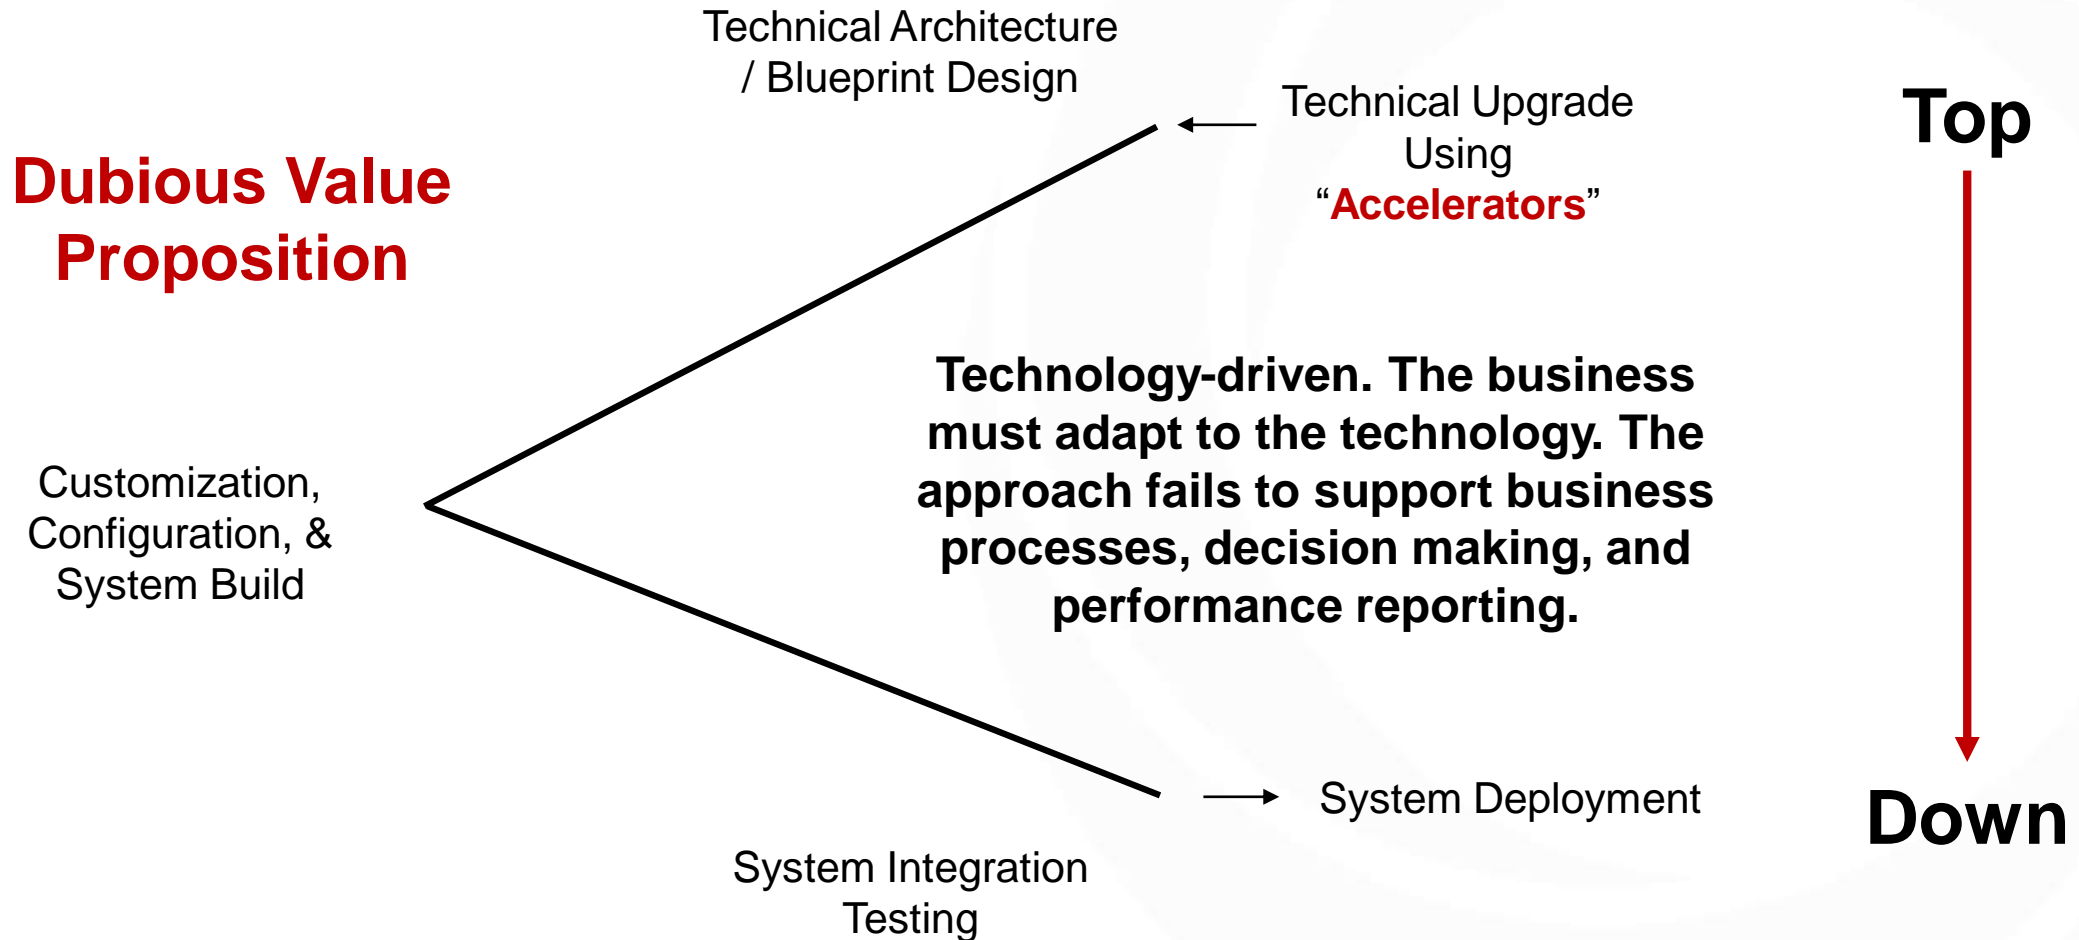 Technical Architecture
/ Blueprint Design
Technical Upgrade
Using
“Accelerators”
Top
Dubious Value
Proposition
Technology-driven. The business
must adapt to the technology. The
approach fails to support business
processes, decision making, and
performance reporting.
Customization,
Configuration, &
System Build
System Deployment
Down
System Integration
Testing